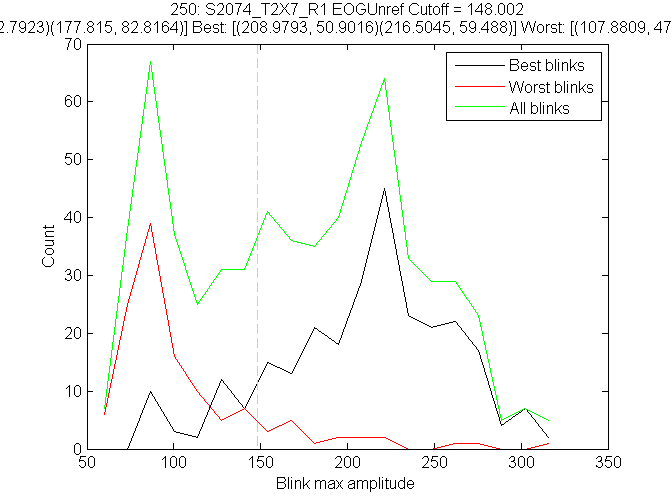 250: S2074_T2X7_R1 EOGUnref Cutoff = 148.002
2.7923)(177.815, 82.8164)] Best: [(208.9793, 50.9016)(216.5045, 59.488)] Worst: [(107.8809, 47
70
60
50
40
30
20
10
0
Count
Best blinks
Worst blinks
All blinks
50 100 150 200 250 300 350
Blink max amplitude